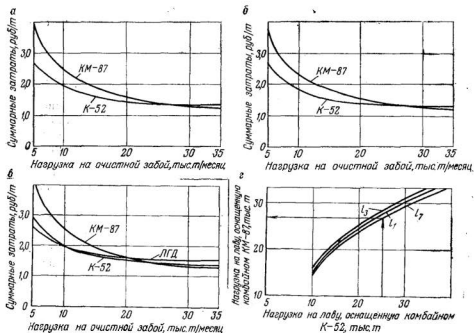 а
Суммарные затраты, руб/т
3,0
2,0
1,0
0
КМ-87
К-52
5 10 20 30 35
Нагрузка на очистной забой, тыс.т/месяц
б
Суммарные затраты, руб/т
3,0
2,0
1,0
0
КМ-87
К-52
5 10 20 30 35
Нагрузка на очистной забой, тыс.т/месяц
в
Суммарные затраты, руб/т
3,0
2,0
1,0
0
КМ-87
К-52
ЛГД
5 10 20 30 35
Нагрузка на очистной забой, тыс.т/месяц
г
Нагрузка на лаву, оснащенную
комбайном КМ-87, тыс. т
30
20
10
l₃
l₁
l₇
10 20 30
Нагрузка на лаву, оснащенную комбайном
К-52, тыс, т